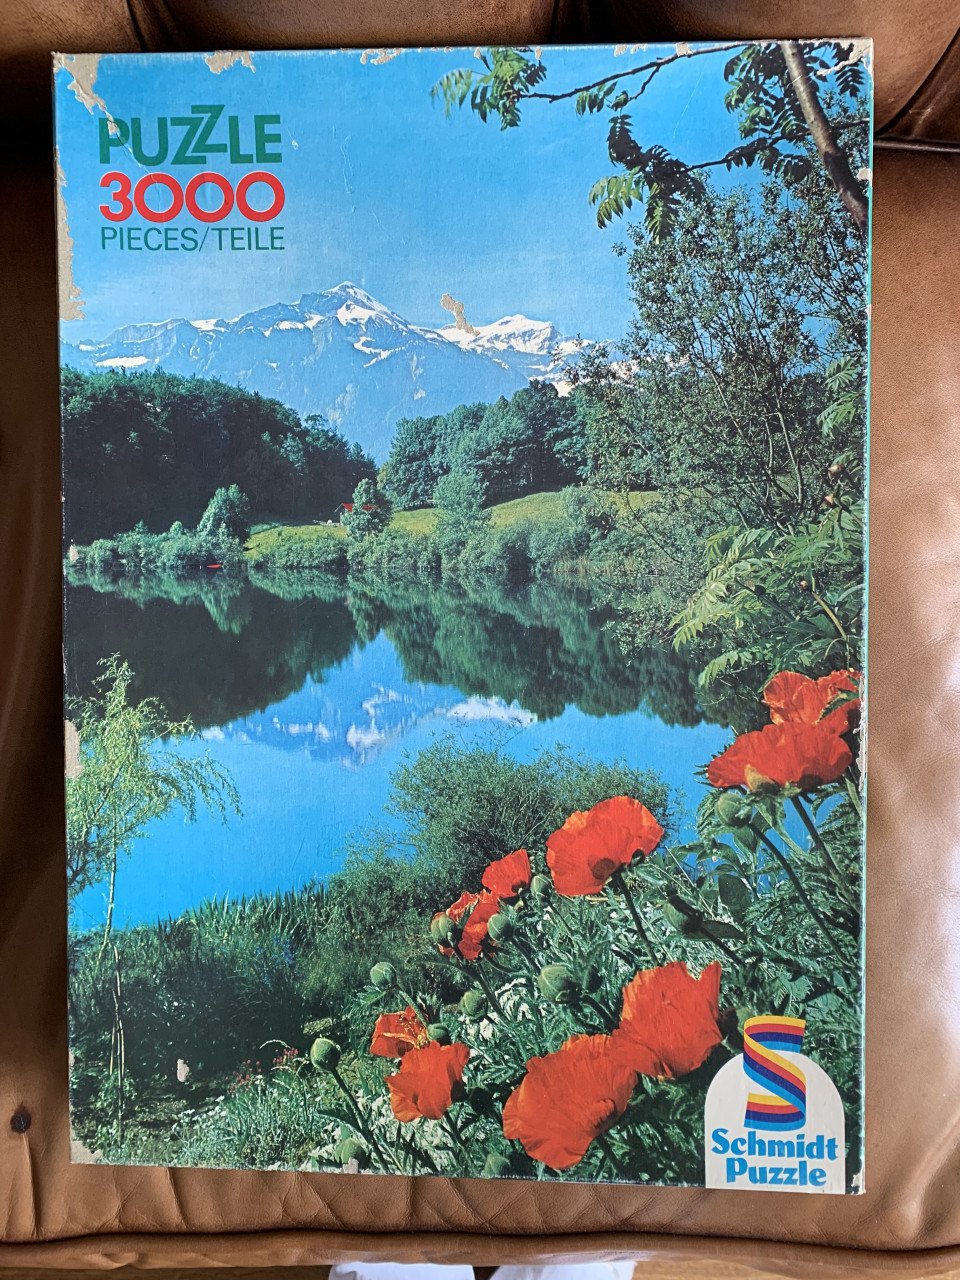 PUZZLE
3000
PIECES/TEILE
Schmidt
Puzzle